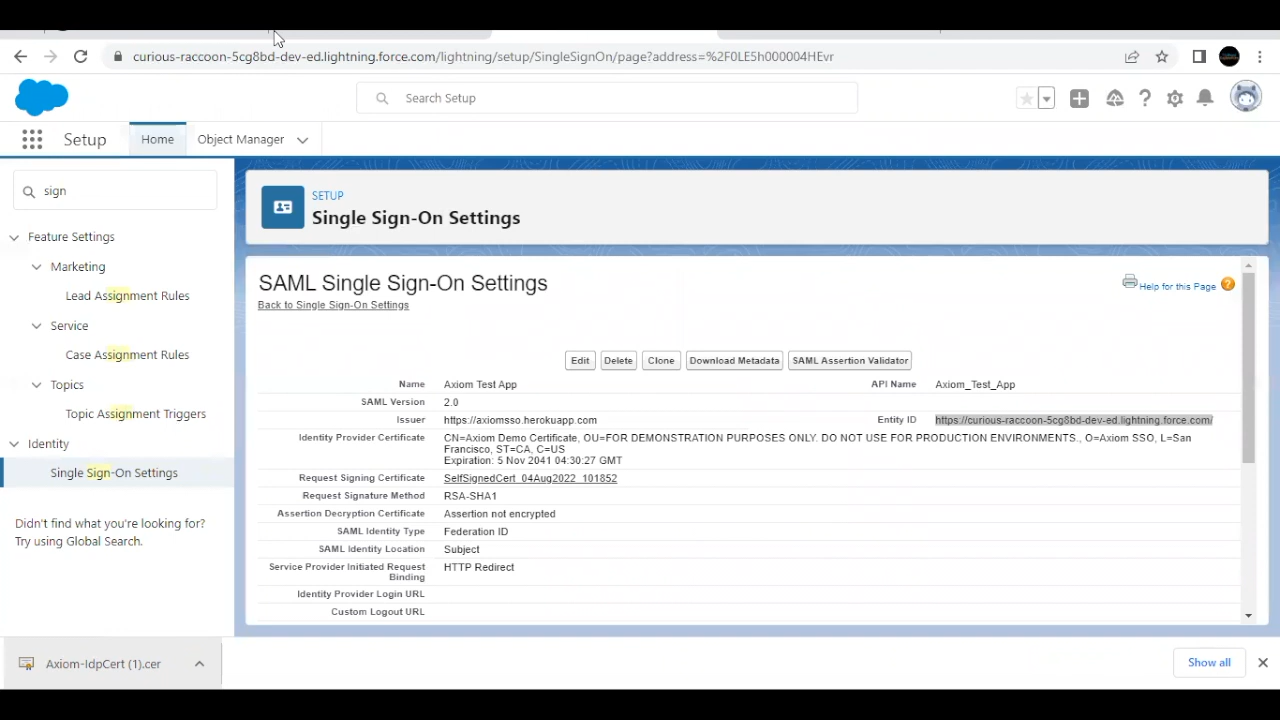 curious-raccoon-5cg8bd-dev-ed.lightning.force.com/lightning/setup/SingleSignOn/page?address=%2F0LE5h000004HEvr
Search Setup
Setup
Home
Object Manager
sign
Feature Settings
Marketing
Lead Assignment Rules
Service
Case Assignment Rules
Topics
Topic Assignment Triggers
Identity
Single Sign-On Settings
Didn't find what you're looking for?
Try using Global Search.
SETUP
Single Sign-On Settings
SAML Single Sign-On Settings
Back to Single Sign-On Settings
Help for this Page
Edit Delete Clone Download Metadata SAML Assertion Validator
Name Axiom Test App API Name Axiom_Test_App
SAML Version 2.0
Issuer https://axiomsso.herokuapp.com Entity ID https://curious-raccoon-5cg8bd-dev-ed.lightning.force.com/
Identity Provider Certificate CN=Axiom Demo Certificate, OU=FOR DEMONSTRATION PURPOSES ONLY. DO NOT USE FOR PRODUCTION ENVIRONMENTS., O=Axiom SSO, L=San
Francisco, ST=CA, C=US
Expiration: 5 Nov 2041 04:30:27 GMT
Request Signing Certificate SelfSignedCert_04Aug2022_101852
Request Signature Method RSA-SHA1
Assertion Decryption Certificate Assertion not encrypted
SAML Identity Type Federation ID
SAML Identity Location Subject
Service Provider Initiated Request HTTP Redirect
Binding
Identity Provider Login URL
Custom Logout URL
Axiom-IdpCert (1).cer
Show all